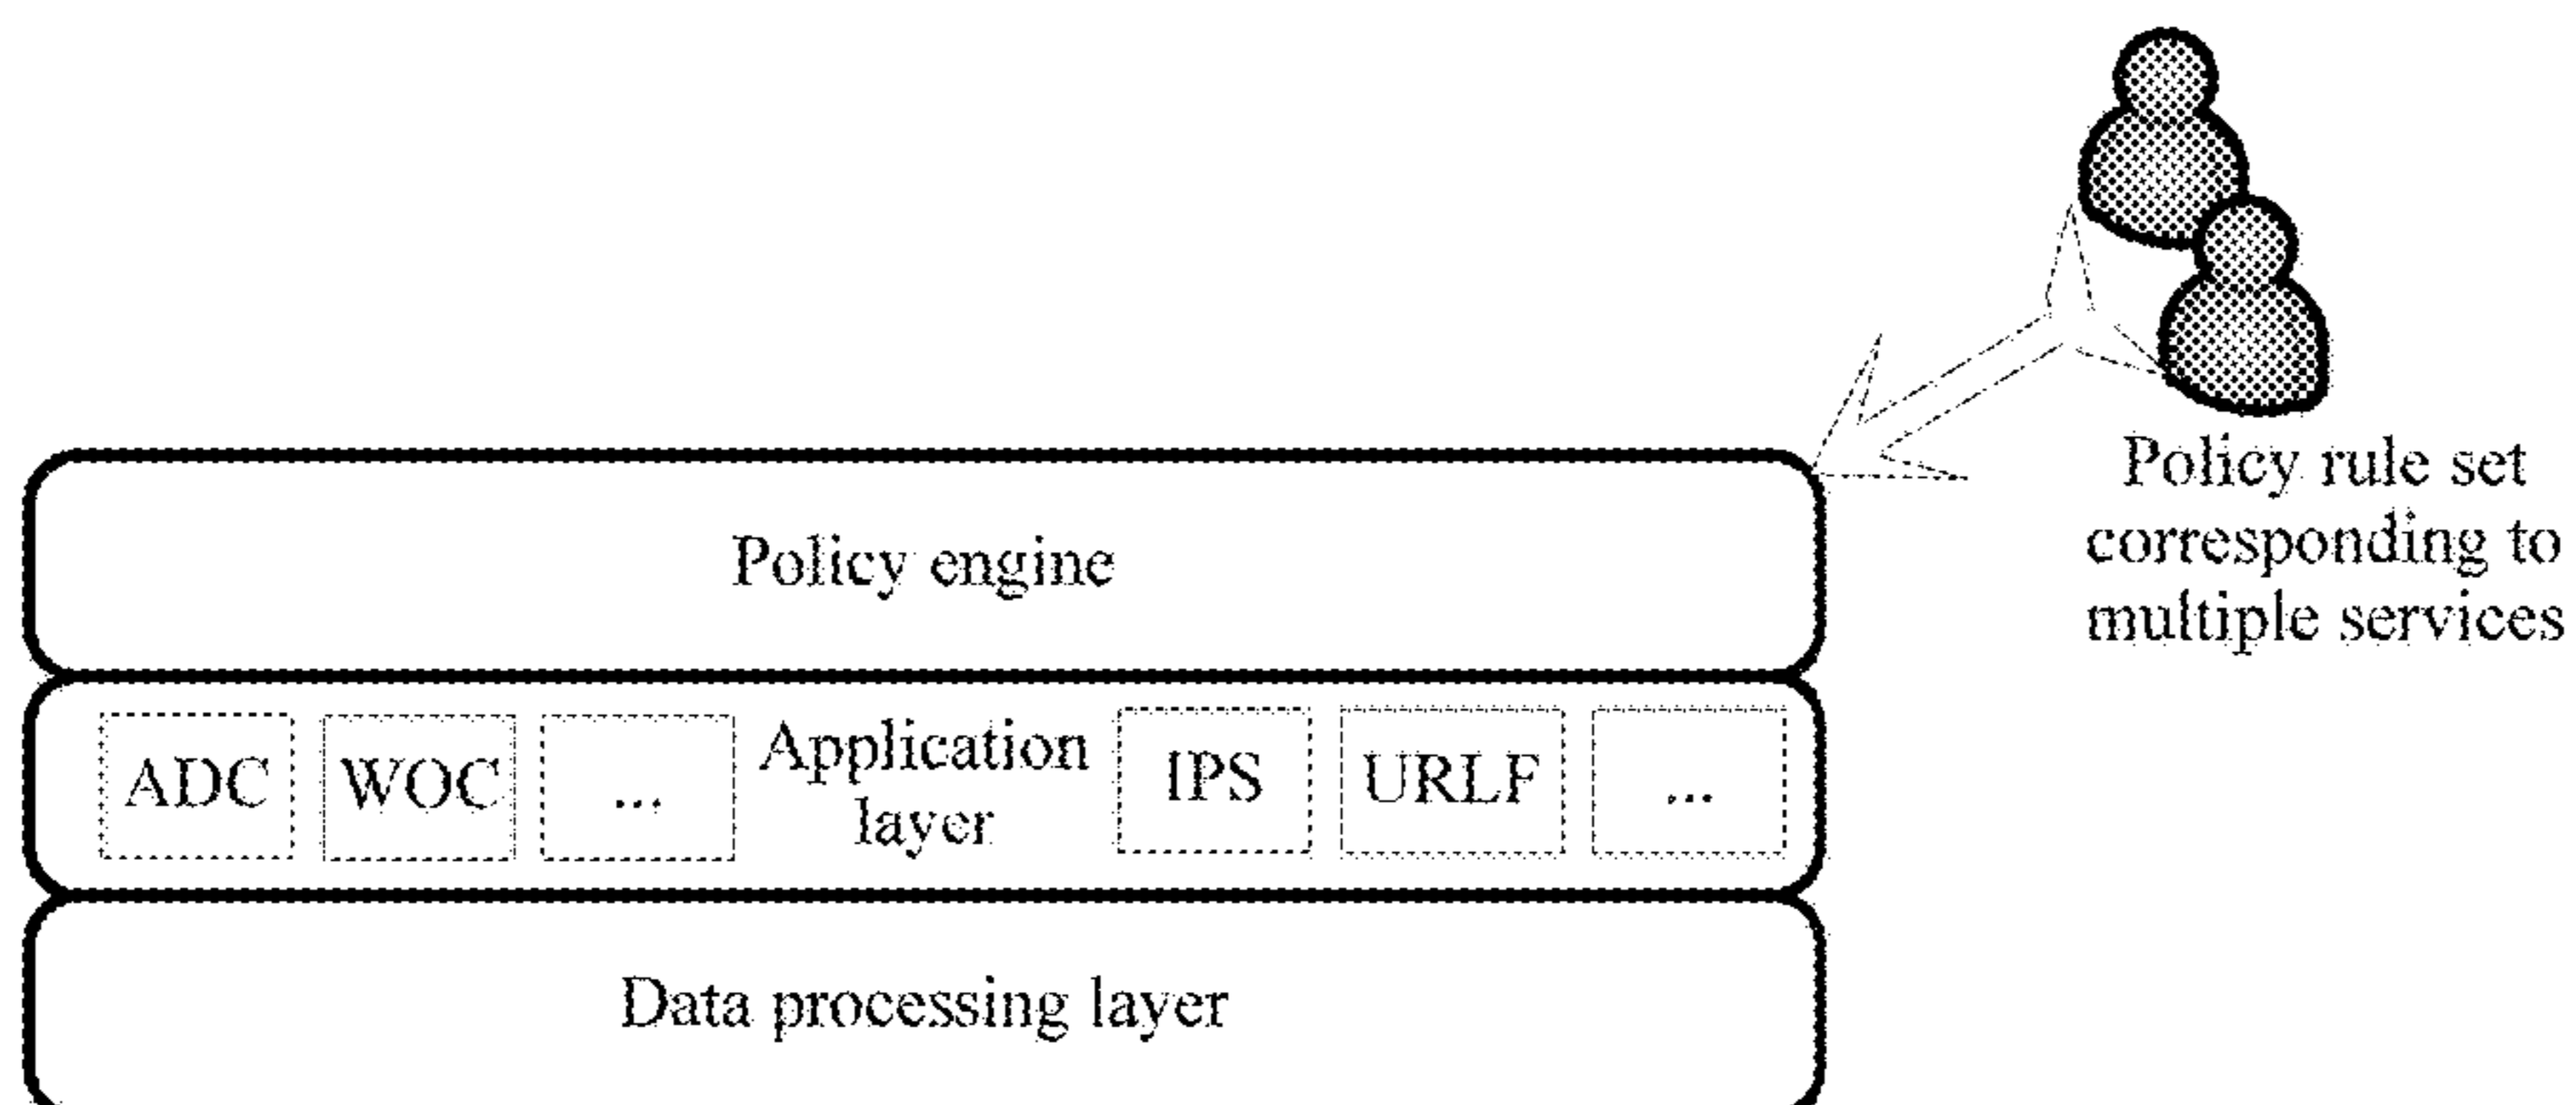 Policy rule set
corresponding to
multiple services
Policy engine
ADC
WOC
...
Application
layer
IPS
URLF
...
Data processing layer